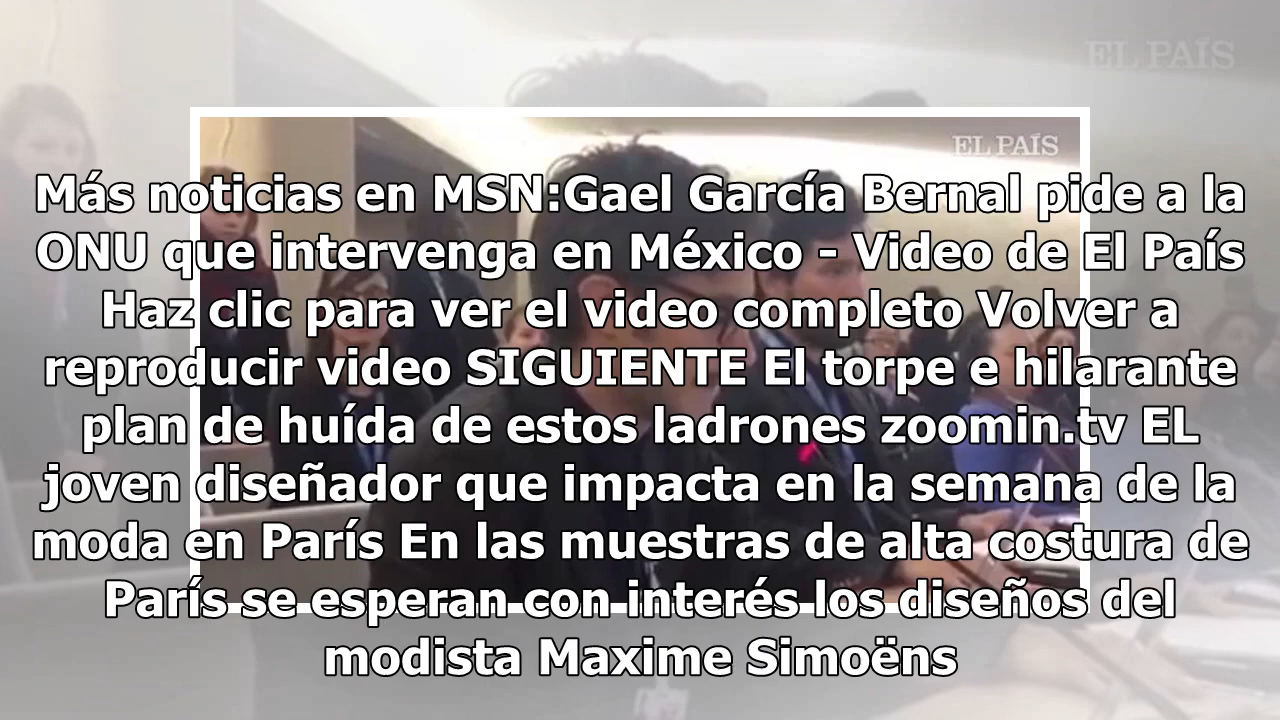 EL PAÍS
EL PAÍS
Más noticias en MSN:Gael García Bernal pide a la
ONU que intervenga en México - Video de El País
Haz clic para ver el video completo Volver a
reproducir video SIGUIENTE El torpe e hilarante
plan de huída de estos ladrones zoomin.tv EL
joven diseñador que impacta en la semana de la
moda en París En las muestras de alta costura de
París se esperan con interés los diseños del
modista Maxime Simoëns